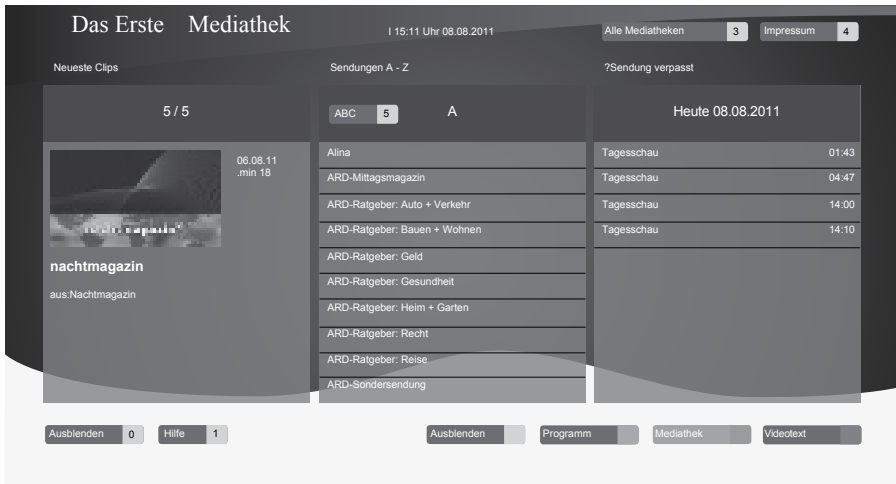 Das Erste Mediathek
I 15:11 Uhr 08.08.2011
Alle Mediatheken 3
Impressum 4
Neueste Clips
Sendungen A - Z
?Sendung verpasst
5 / 5
06.08.11
.min 18
nachtmagazin
aus:Nachtmagazin
ABC 5 A
Alina
ARD-Mittagsmagazin
ARD-Ratgeber: Auto + Verkehr
ARD-Ratgeber: Bauen + Wohnen
ARD-Ratgeber: Geld
ARD-Ratgeber: Gesundheit
ARD-Ratgeber: Heim + Garten
ARD-Ratgeber: Recht
ARD-Ratgeber: Reise
ARD-Sondersendung
Heute 08.08.2011
Tagesschau 01:43
Tagesschau 04:47
Tagesschau 14:00
Tagesschau 14:10
Ausblenden 0
Hilfe 1
Ausblenden
Programm
Mediathek
Videotext